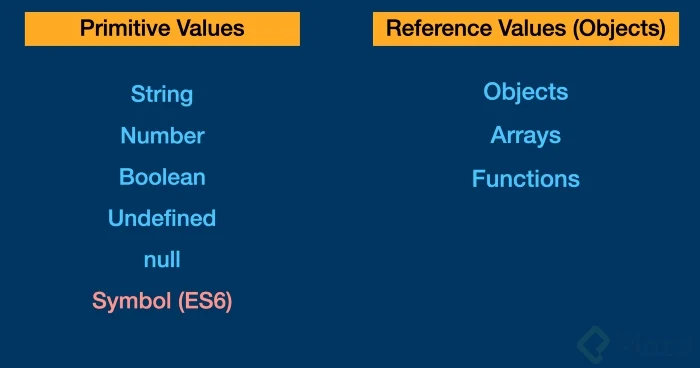 Primitive Values
String
Number
Boolean
Undefined
null
Symbol (ES6)
Reference Values (Objects)
Objects
Arrays
Functions